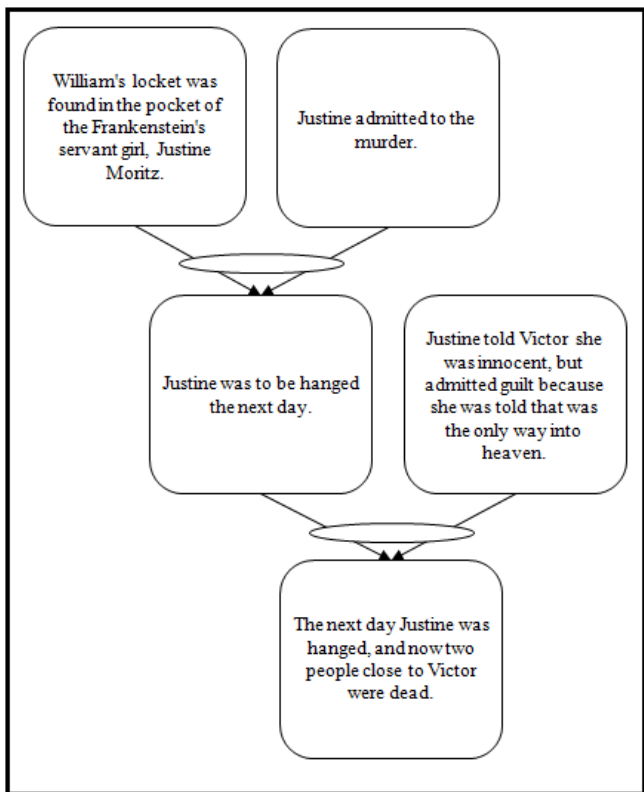 William's locket was
found in the pocket of
the Frankenstein's
servant girl, Justine
Moritz.
Justine admitted to the
murder.
Justine was to be hanged
the next day.
Justine told Victor she
was innocent, but
admitted guilt because
she was told that was
the only way into
heaven.
The next day Justine was
hanged, and now two
people close to Victor
were dead.